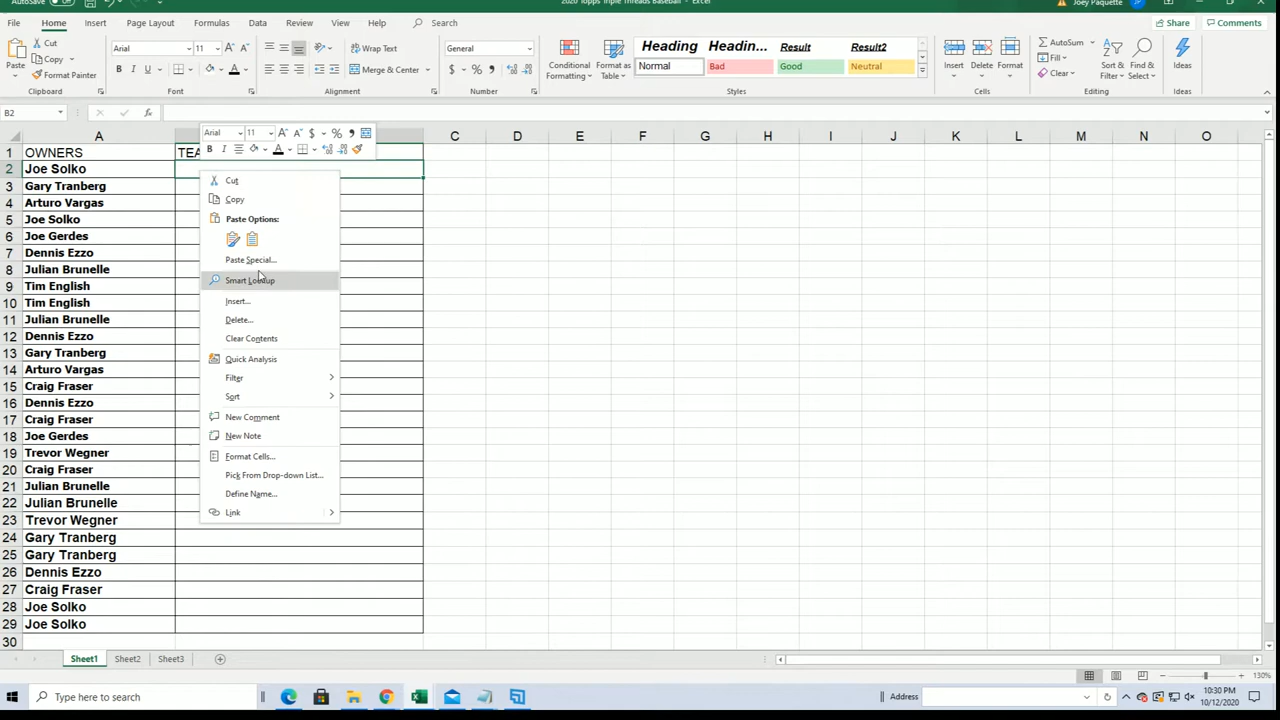 AutoSave Off
2020 Topps Triple Threads Baseball - Excel
Joey Paquette JP
File Home Insert Page Layout Formulas Data Review View Help Search Share Comments
Paste Cut Copy Format Painter Clipboard
Arial 11 A A B I U A Font
Wrap Text Merge & Center Alignment
General $ % , Number
Conditional Formatting Format as Table
Heading Headin... Result Result2
Normal Bad Good Neutral
Styles
Insert Delete Format Cells
AutoSum Fill Clear Sort & Filter Find & Select Editing
Ideas Ideas
B2 fx
Arial 11 A A $ % ,
B I A
A C D E F G H I J K L M N O
1 OWNERS TEA
2 Joe Solko
3 Gary Tranberg
4 Arturo Vargas
5 Joe Solko
6 Joe Gerdes
7 Dennis Ezzo
8 Julian Brunelle
9 Tim English
10 Tim English
11 Julian Brunelle
12 Dennis Ezzo
13 Gary Tranberg
14 Arturo Vargas
15 Craig Fraser
16 Dennis Ezzo
17 Craig Fraser
18 Joe Gerdes
19 Trevor Wegner
20 Craig Fraser
21 Julian Brunelle
22 Julian Brunelle
23 Trevor Wegner
24 Gary Tranberg
25 Gary Tranberg
26 Dennis Ezzo
27 Craig Fraser
28 Joe Solko
29 Joe Solko
30
Cut
Copy
Paste Options:
Paste Special...
Smart Lookup
Insert...
Delete...
Clear Contents
Quick Analysis
Filter
Sort
New Comment
New Note
Format Cells...
Pick From Drop-down List...
Define Name...
Link
Sheet1 Sheet2 Sheet3
130%
Type here to search
Address
10:30 PM
10/12/2020